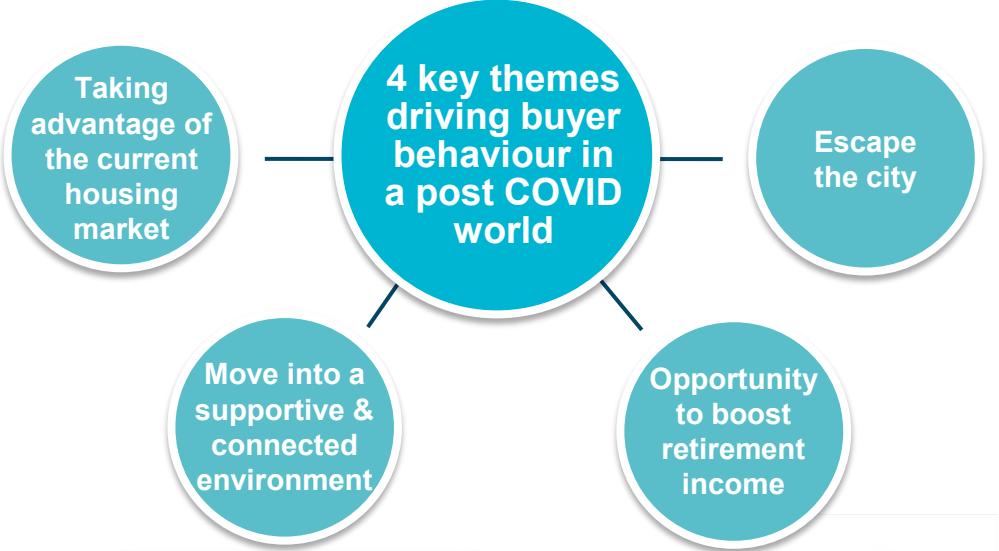 4 key themes
driving buyer
behaviour in
a post COVID
world
Taking
advantage of
the current
housing
market
Escape
the city
Move into a
supportive &
connected
environment
Opportunity
to boost
retirement
income